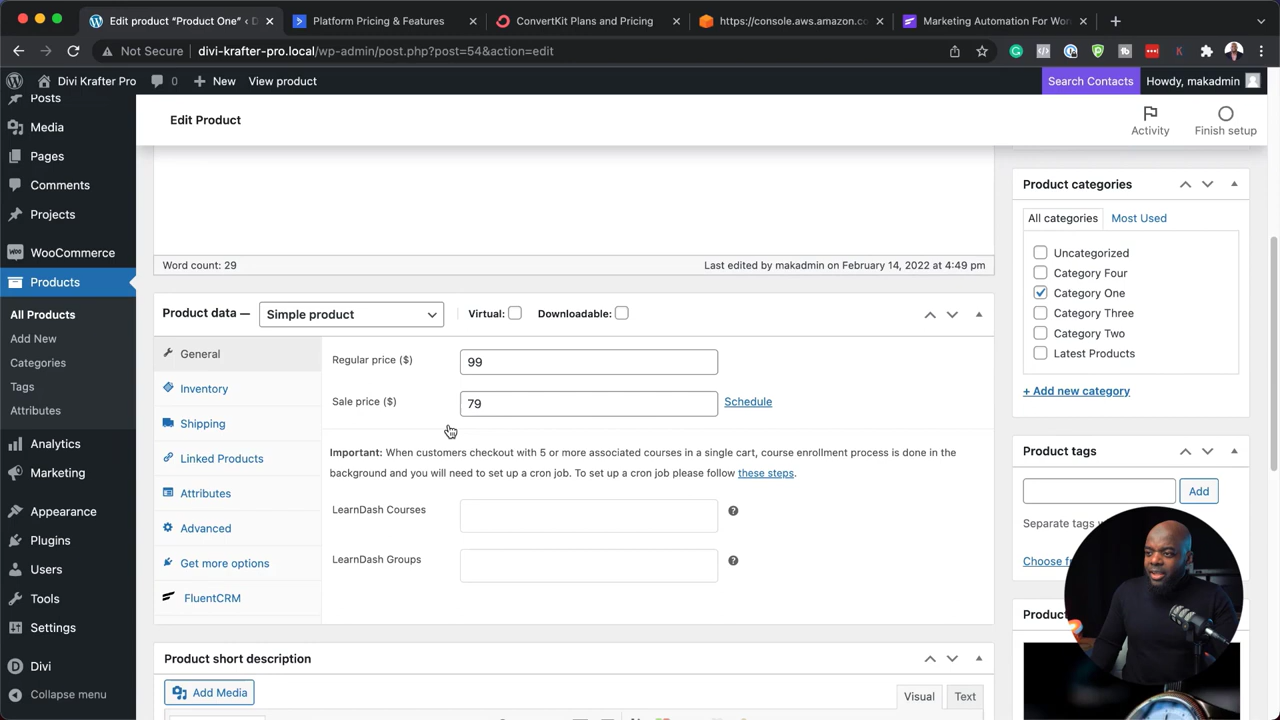 Edit product “Product One” ‹ D
Platform Pricing & Features
ConvertKit Plans and Pricing
https://console.aws.amazon.co
Marketing Automation For Wor
Not Secure
divi-krafter-pro.local/wp-admin/post.php?post=54&action=edit
Divi Krafter Pro
0
New
View product
Search Contacts
Howdy, makadmin
Posts
Media
Pages
Comments
Projects
WooCommerce
Products
All Products
Add New
Categories
Tags
Attributes
Analytics
Marketing
Appearance
Plugins
Users
Tools
Settings
Divi
Collapse menu
Edit Product
Activity
Finish setup
Word count: 29
Last edited by makadmin on February 14, 2022 at 4:49 pm
Product data —
Simple product
Virtual:
Downloadable:
General
Inventory
Shipping
Linked Products
Attributes
Advanced
Get more options
FluentCRM
Regular price ($)
99
Sale price ($)
79
Schedule
Important: When customers checkout with 5 or more associated courses in a single cart, course enrollment process is done in the
background and you will need to set up a cron job. To set up a cron job please follow these steps.
LearnDash Courses
LearnDash Groups
Product short description
Add Media
Visual
Text
Product categories
All categories
Most Used
Uncategorized
Category Four
Category One
Category Three
Category Two
Latest Products
+ Add new category
Product tags
Add
Separate tags
Choose f
Produc